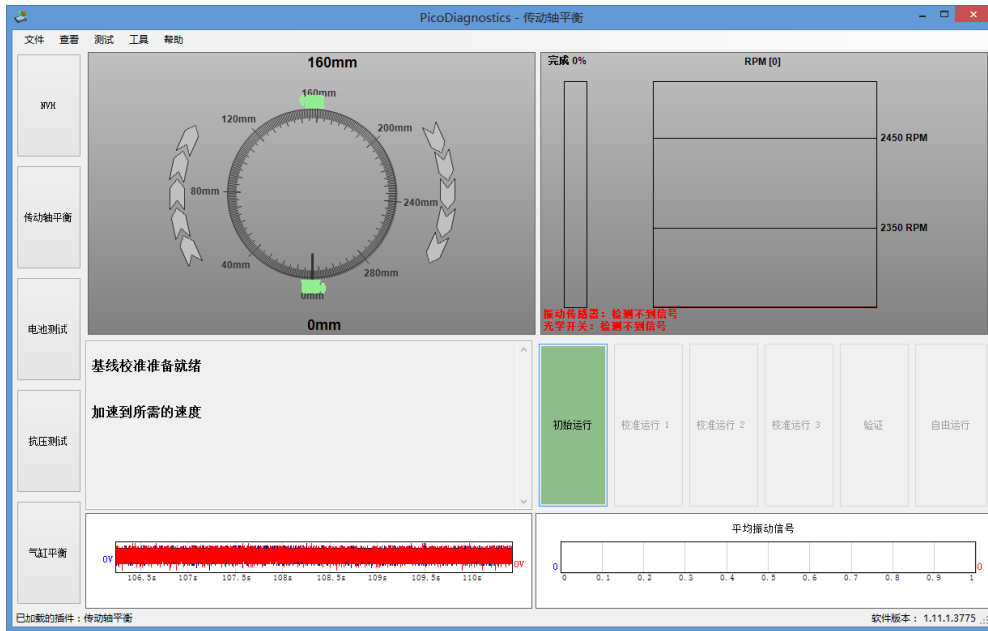 PicoDiagnostics - 传动轴平衡
文件 查看 测试 工具 帮助
NVH
传动轴平衡
电池测试
抗压测试
气缸平衡
160mm
160mm
120mm
200mm
80mm
240mm
40mm
280mm
0mm
0mm
完成 0%
RPM [0]
2450 RPM
2350 RPM
振动传感器: 检测不到信号
光学开关: 检测不到信号
基线校准准备就绪
加速到所需的速度
初始运行
校准运行 1
校准运行 2
校准运行 3
验证
自由运行
0V
0V
106.5s 107s 107.5s 108s 108.5s 109s 109.5s 110s
平均振动信号
0
0
0 0.1 0.2 0.3 0.4 0.5 0.6 0.7 0.8 0.9 1
已加载的插件：传动轴平衡
软件版本： 1.11.1.3775